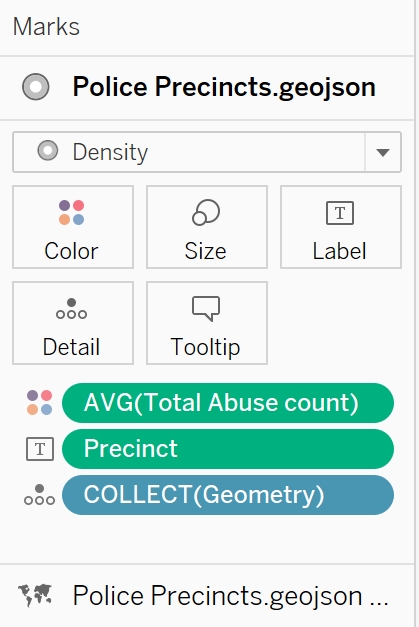 Marks
Police Precincts.geojson
Density
Color Size Label
Detail Tooltip
AVG(Total Abuse count)
Precinct
COLLECT(Geometry)
Police Precincts.geojson ...